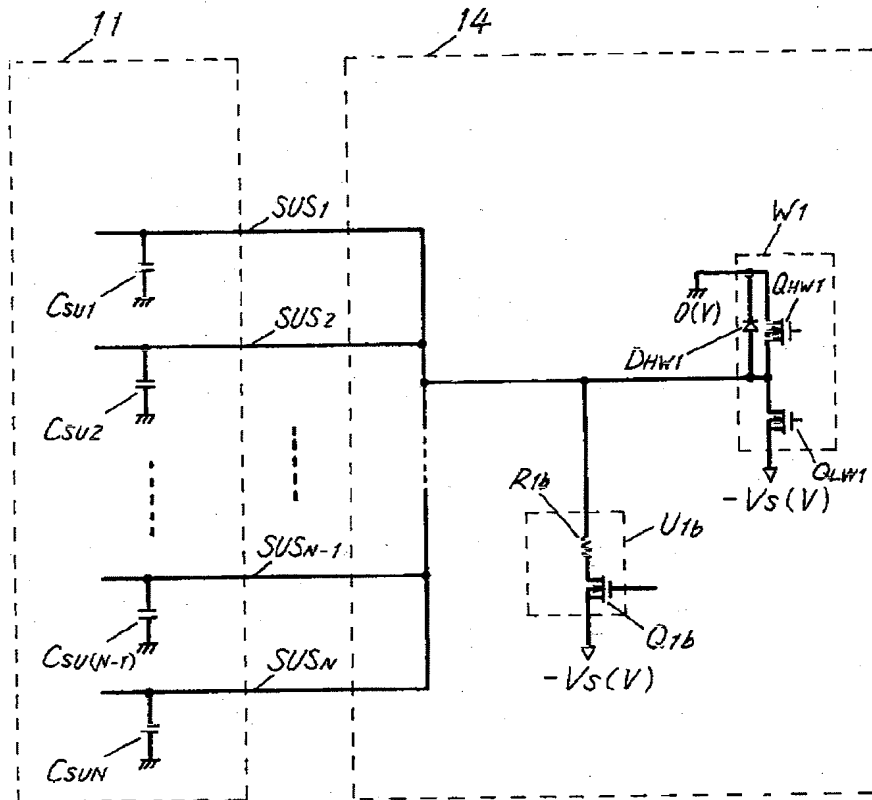 11
14
SUS1
W1
CSU1
QHW1
0(V)
SUS2
DHW1
CSU2
QLW1
R1b
-Vs(V)
U1b
SUSN-1
CSU(N-1)
Q1b
SUSN
-Vs(V)
CSUN